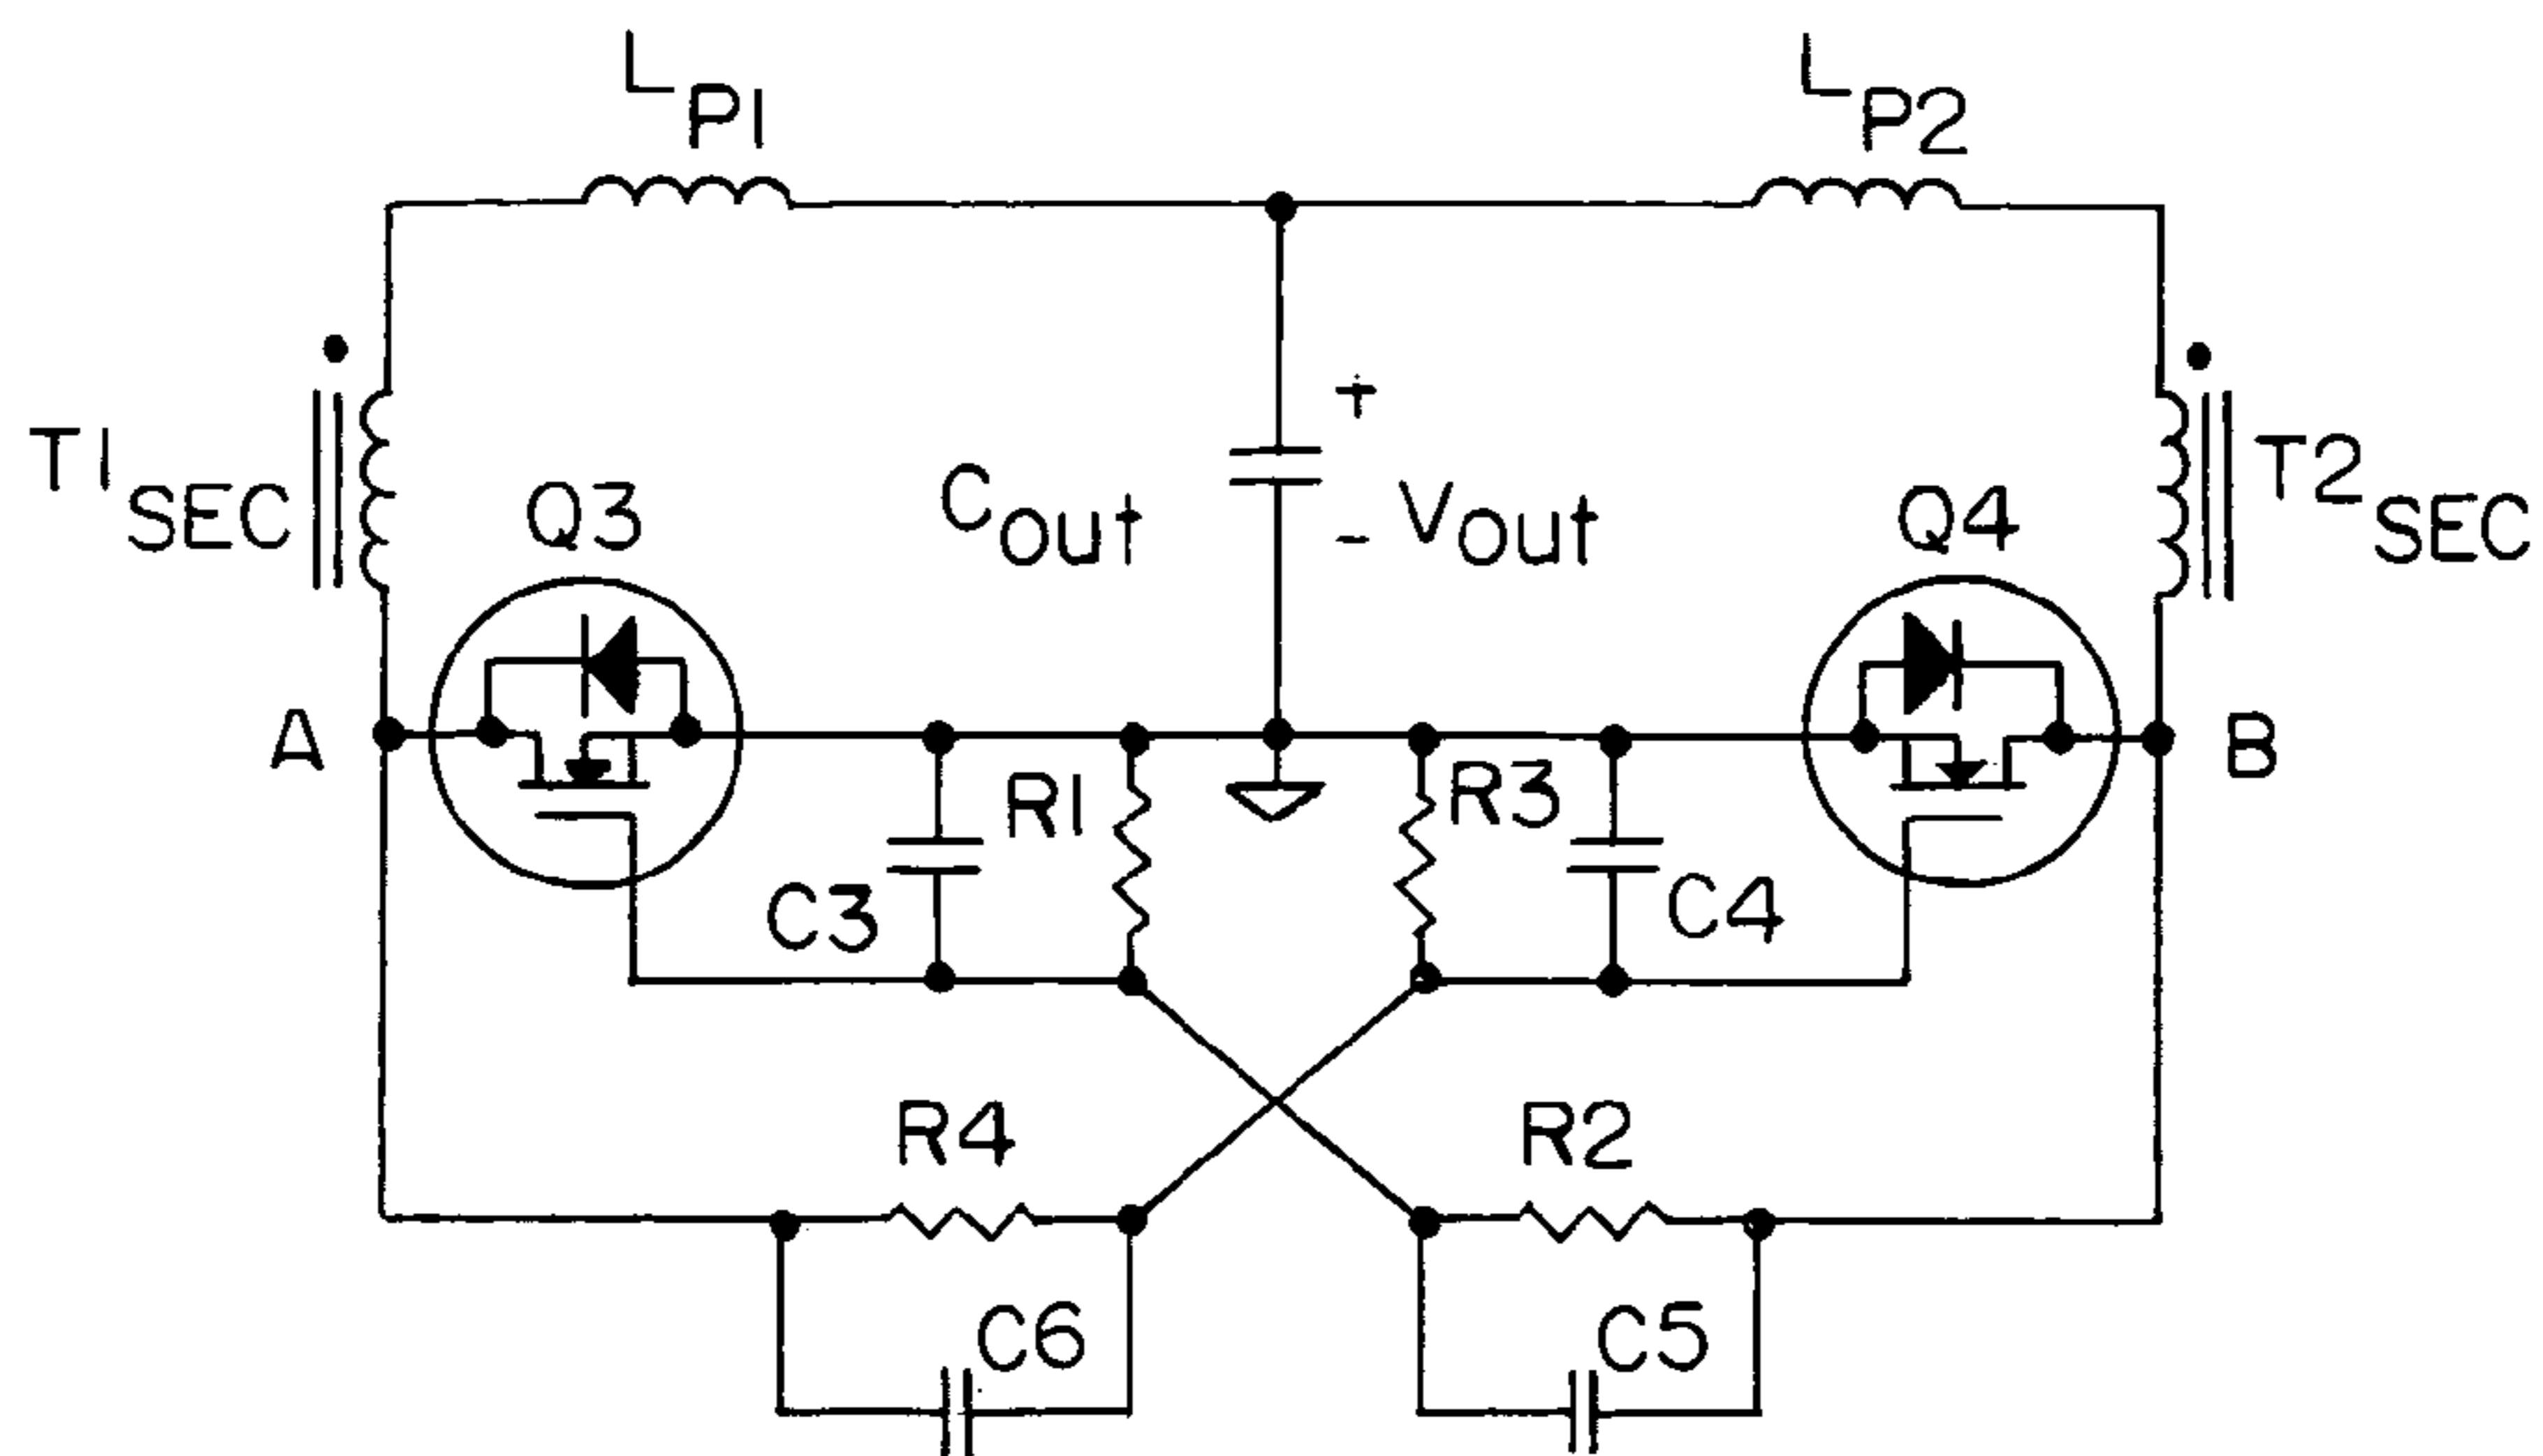 LP1
LP2
T1SEC
Q3
Cout
+
- Vout
Q4
T2SEC
A
B
R1
R3
C3
C4
R4
R2
C6
C5